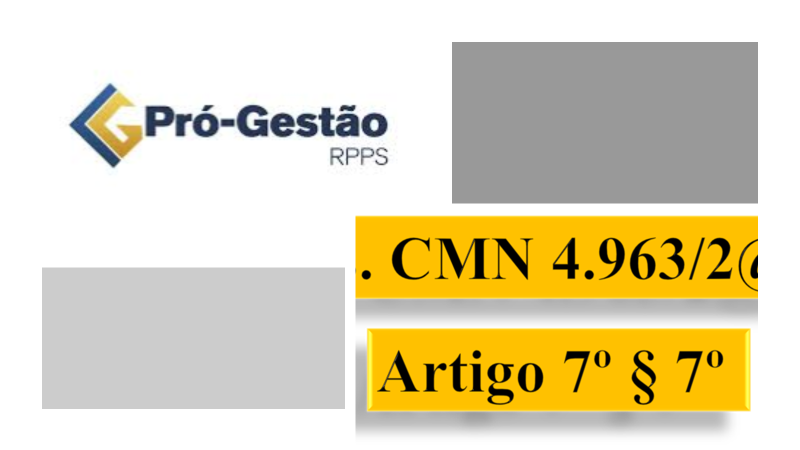 Pró-Gestão
RPPS
. CMN 4.963/2@
Artigo 7º § 7º